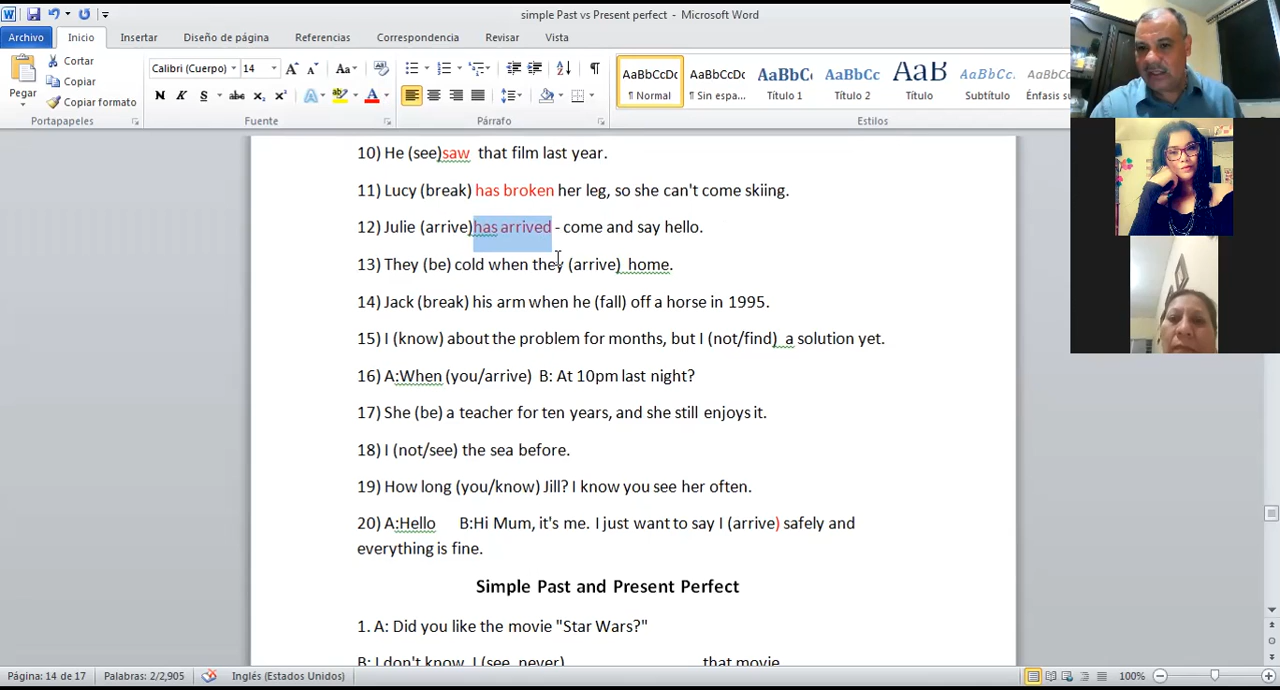 simple Past vs Present perfect - Microsoft Word
Archivo Inicio Insertar Diseño de página Referencias Correspondencia Revisar Vista
Cortar
Copiar
Copiar formato
Pegar
Portapapeles
Calibri (Cuerpo) 14
Fuente
Párrafo
AaBbCcDc AaBbCcDc AaBbC AaBbCc AaB AaBbCc. AaBbCcD
¶ Normal ¶ Sin espa... Título 1 Título 2 Título Subtítulo Énfasis su
Estilos
10) He (see)saw that film last year.
11) Lucy (break) has broken her leg, so she can't come skiing.
12) Julie (arrive)has arrived - come and say hello.
13) They (be) cold when they (arrive) home.
14) Jack (break) his arm when he (fall) off a horse in 1995.
15) I (know) about the problem for months, but I (not/find) a solution yet.
16) A:When (you/arrive) B: At 10pm last night?
17) She (be) a teacher for ten years, and she still enjoys it.
18) I (not/see) the sea before.
19) How long (you/know) Jill? I know you see her often.
20) A:Hello B:Hi Mum, it's me. I just want to say I (arrive) safely and
everything is fine.
Simple Past and Present Perfect
1. A: Did you like the movie "Star Wars?"
B: I don't know. I (see, never) that movie
Página: 14 de 17 Palabras: 2/2,905 Inglés (Estados Unidos) 100%